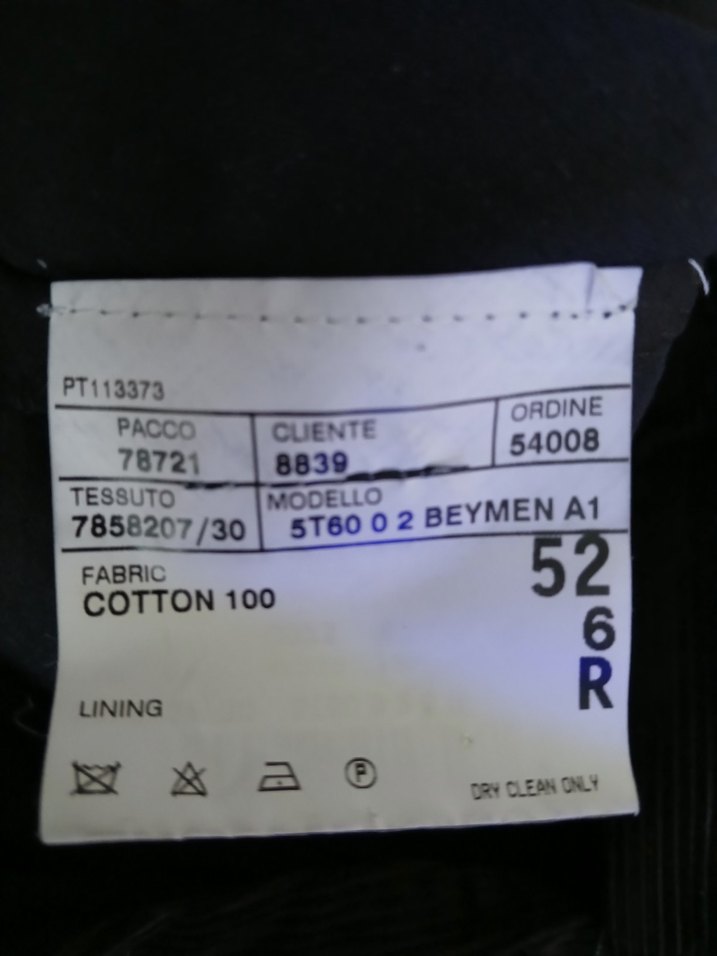 PT113373
PACCO CLIENTE ORDINE
78721 8839 54008
TESSUTO MODELLO
7858207/30 5T60 0 2 BEYMEN A1
FABRIC 52
COTTON 100
6
R
LINING
P DRY CLEAN ONLY